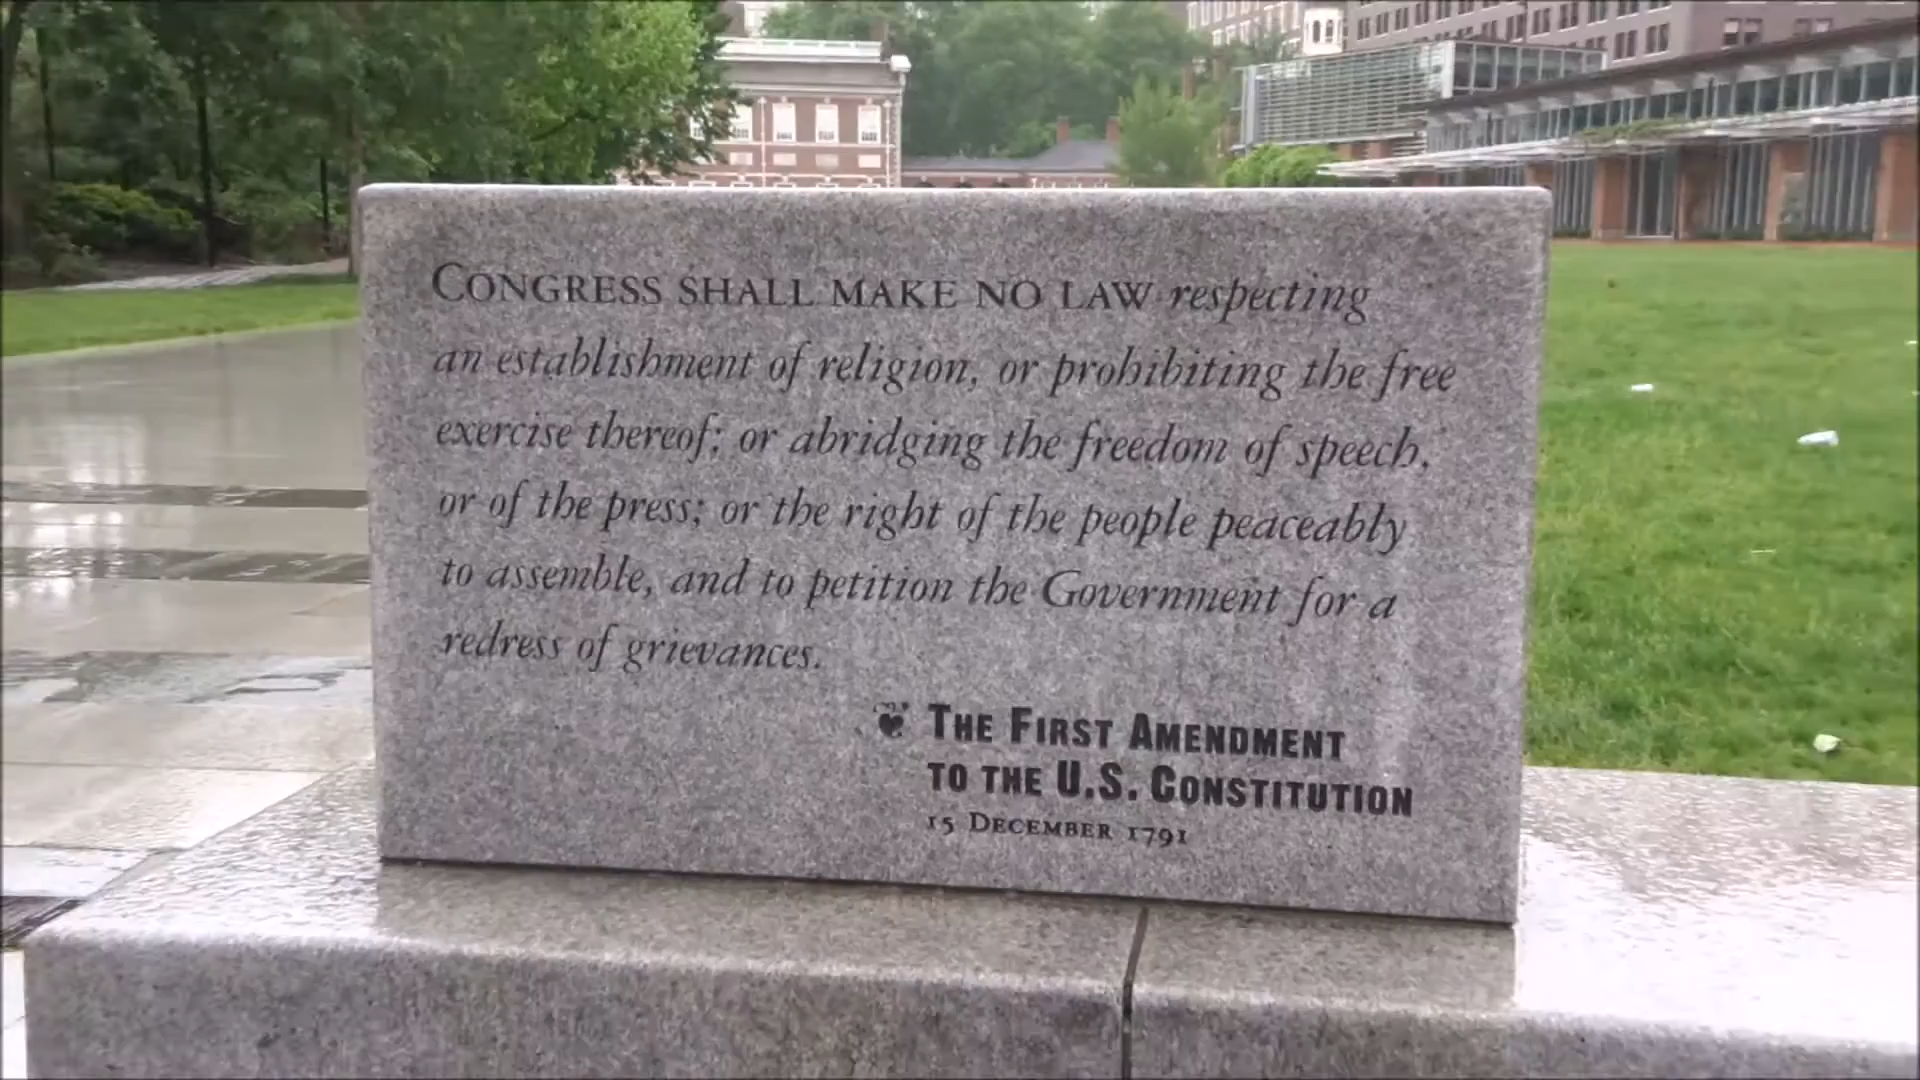 CONGRESS SHALL MAKE NO LAW respecting
an establishment of religion, or prohibiting the free
exercise thereof; or abridging the freedom of speech,
or of the press; or the right of the people peaceably
to assemble, and to petition the Government for a
redress of grievances.
THE FIRST AMENDMENT
TO THE U.S. CONSTITUTION
15 DECEMBER 1791